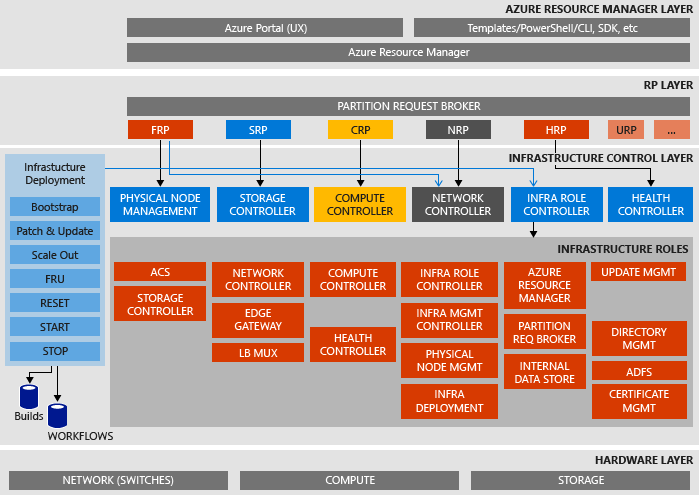 AZURE RESOURCE MANAGER LAYER
Azure Portal (UX)
Templates/PowerShell/CLI, SDK, etc
Azure Resource Manager
RP LAYER
PARTITION REQUEST BROKER
FRP
SRP
CRP
NRP
HRP
URP
...
INFRASTRUCTURE CONTROL LAYER
Infrastucture
Deployment
Bootstrap
Patch & Update
Scale Out
FRU
RESET
START
STOP
Builds
WORKFLOWS
PHYSICAL NODE
MANAGEMENT
STORAGE
CONTROLLER
COMPUTE
CONTROLLER
NETWORK
CONTROLLER
INFRA ROLE
CONTROLLER
HEALTH
CONTROLLER
INFRASTRUCTURE ROLES
ACS
STORAGE
CONTROLLER
NETWORK
CONTROLLER
EDGE
GATEWAY
LB MUX
COMPUTE
CONTROLLER
HEALTH
CONTROLLER
INFRA ROLE
CONTROLLER
INFRA MGMT
CONTROLLER
PHYSICAL
NODE MGMT
INFRA
DEPLOYMENT
AZURE
RESOURCE
MANAGER
PARTITION
REQ BROKER
INTERNAL
DATA STORE
UPDATE MGMT
DIRECTORY
MGMT
ADFS
CERTIFICATE
MGMT
HARDWARE LAYER
NETWORK (SWITCHES)
COMPUTE
STORAGE